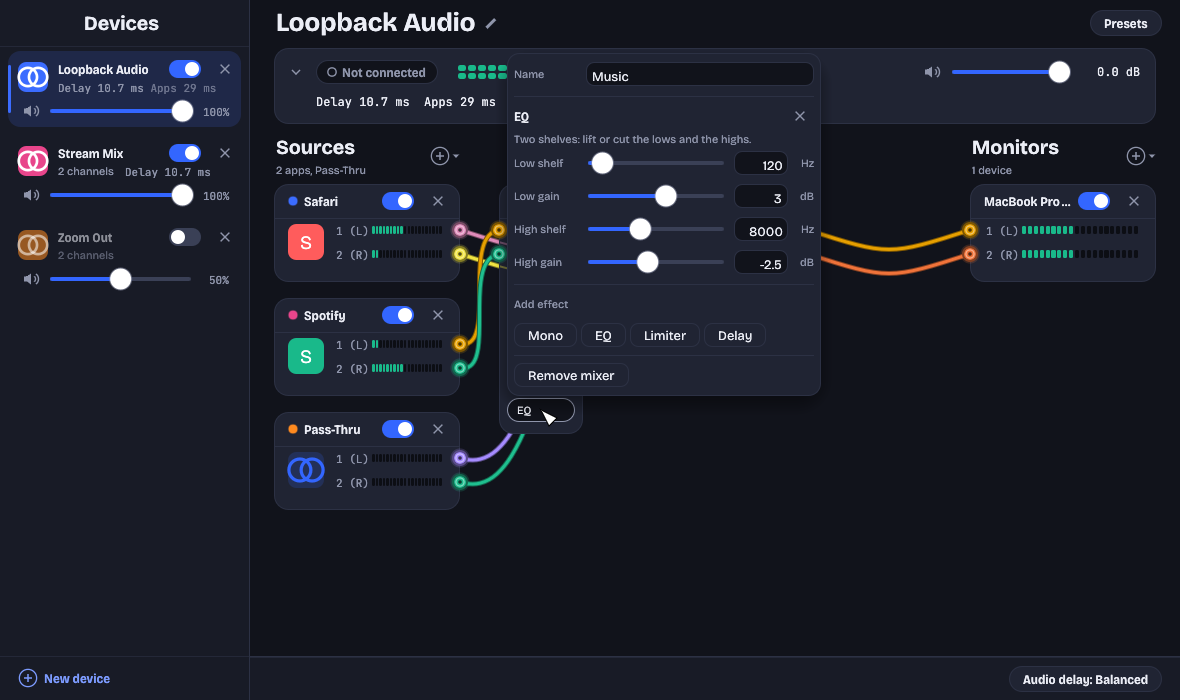 Devices
Loopback Audio
Delay 10.7 ms Apps 29 ms
100%
Stream Mix
2 channels Delay 10.7 ms
100%
Zoom Out
2 channels
50%
New device
Loopback Audio
Presets
Not connected
0.0 dB
Delay 10.7 ms Apps 29 ms
Sources
2 apps, Pass-Thru
Safari
S
1 (L)
2 (R)
Spotify
S
1 (L)
2 (R)
Pass-Thru
1 (L)
2 (R)
Name Music
EQ
Two shelves: lift or cut the lows and the highs.
Low shelf 120 Hz
Low gain 3 dB
High shelf 8000 Hz
High gain -2.5 dB
Add effect
Mono EQ Limiter Delay
Remove mixer
EQ
Monitors
1 device
MacBook Pro...
1 (L)
2 (R)
Audio delay: Balanced